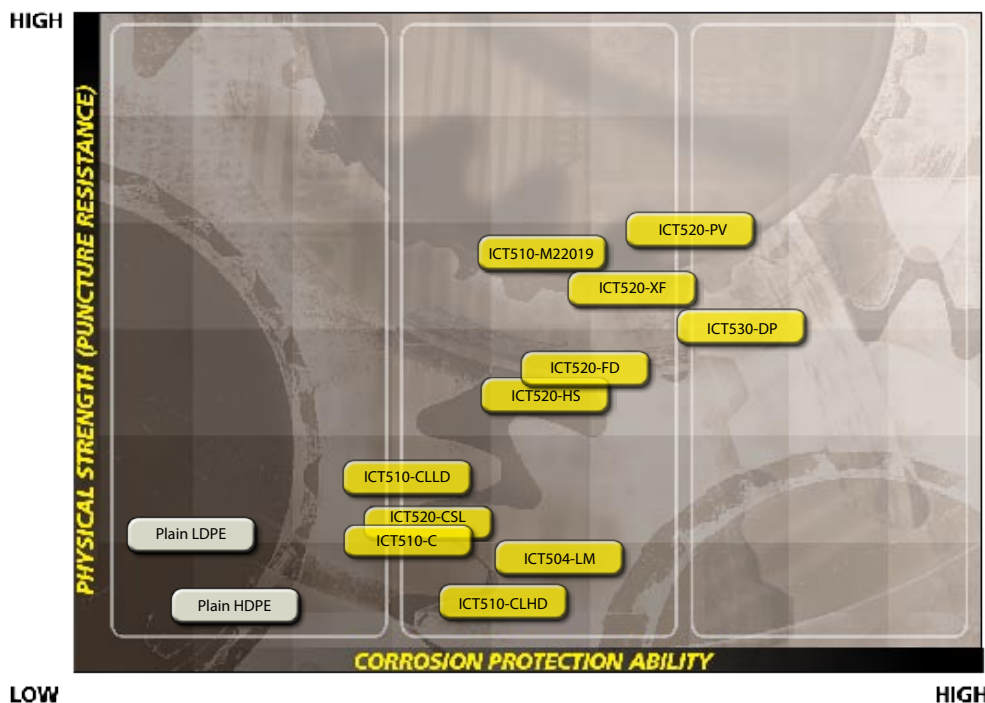 HIGH
PHYSICAL STRENGTH (PUNCTURE RESISTANCE)
ICT520-PV
ICT510-M22019
ICT520-XF
ICT530-DP
ICT520-FD
ICT520-HS
ICT510-CLLD
ICT520-CSL
Plain LDPE
ICT510-C
ICT504-LM
Plain HDPE
ICT510-CLHD
CORROSION PROTECTION ABILITY
LOW
HIGH